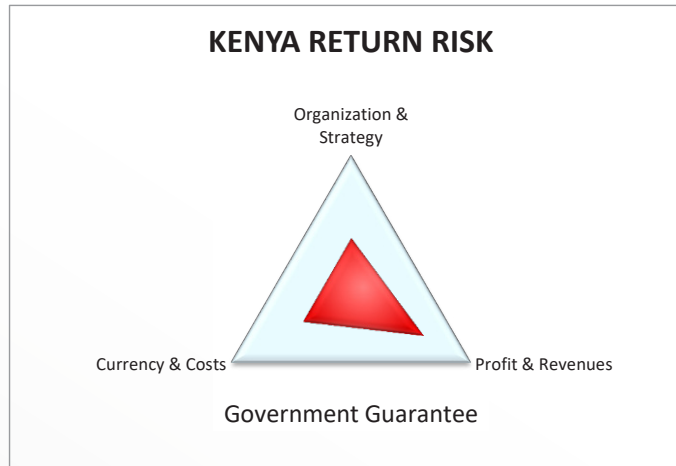 KENYA RETURN RISK
Organization &
Strategy
Currency & Costs
Profit & Revenues
Government Guarantee